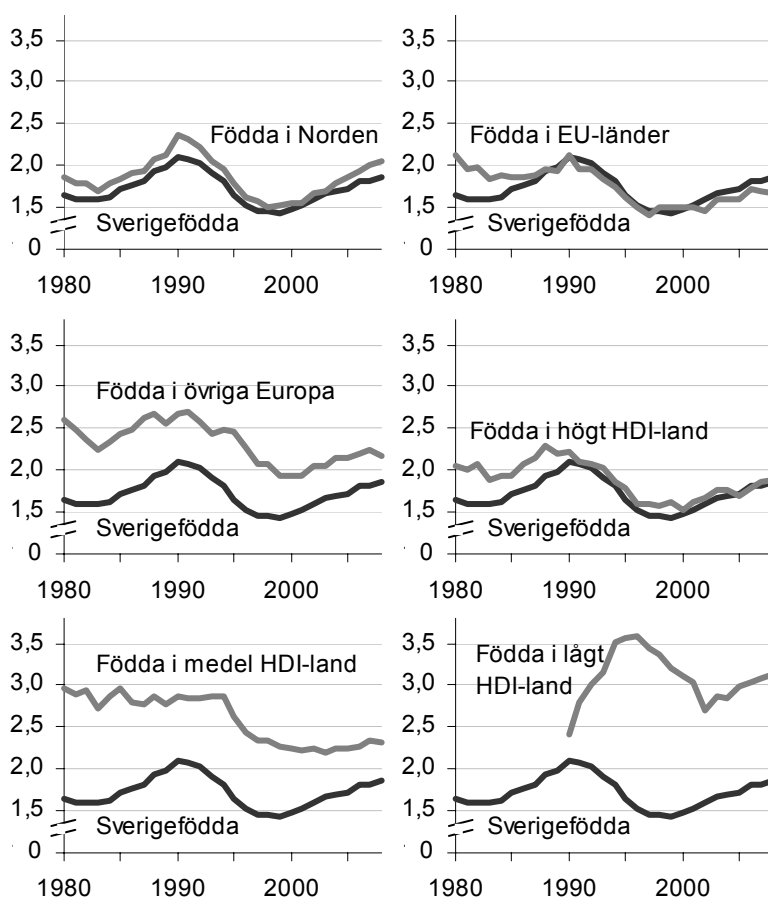 3,5
3,0
2,5
Födda i Norden
2,0
1,5
Sverigefödda
0
1980 1990 2000
3,5
3,0
2,5
Födda i EU-länder
2,0
1,5
Sverigefödda
0
1980 1990 2000
3,5
3,0
Födda i övriga Europa
2,5
2,0
1,5
Sverigefödda
0
1980 1990 2000
3,5
3,0
2,5
Födda i högt HDI-land
2,0
1,5
Sverigefödda
0
1980 1990 2000
3,5
Födda i medel HDI-land
3,0
2,5
2,0
1,5
Sverigefödda
0
1980 1990 2000
3,5
Födda i lågt
HDI-land
3,0
2,5
2,0
1,5
Sverigefödda
0
1980 1990 2000